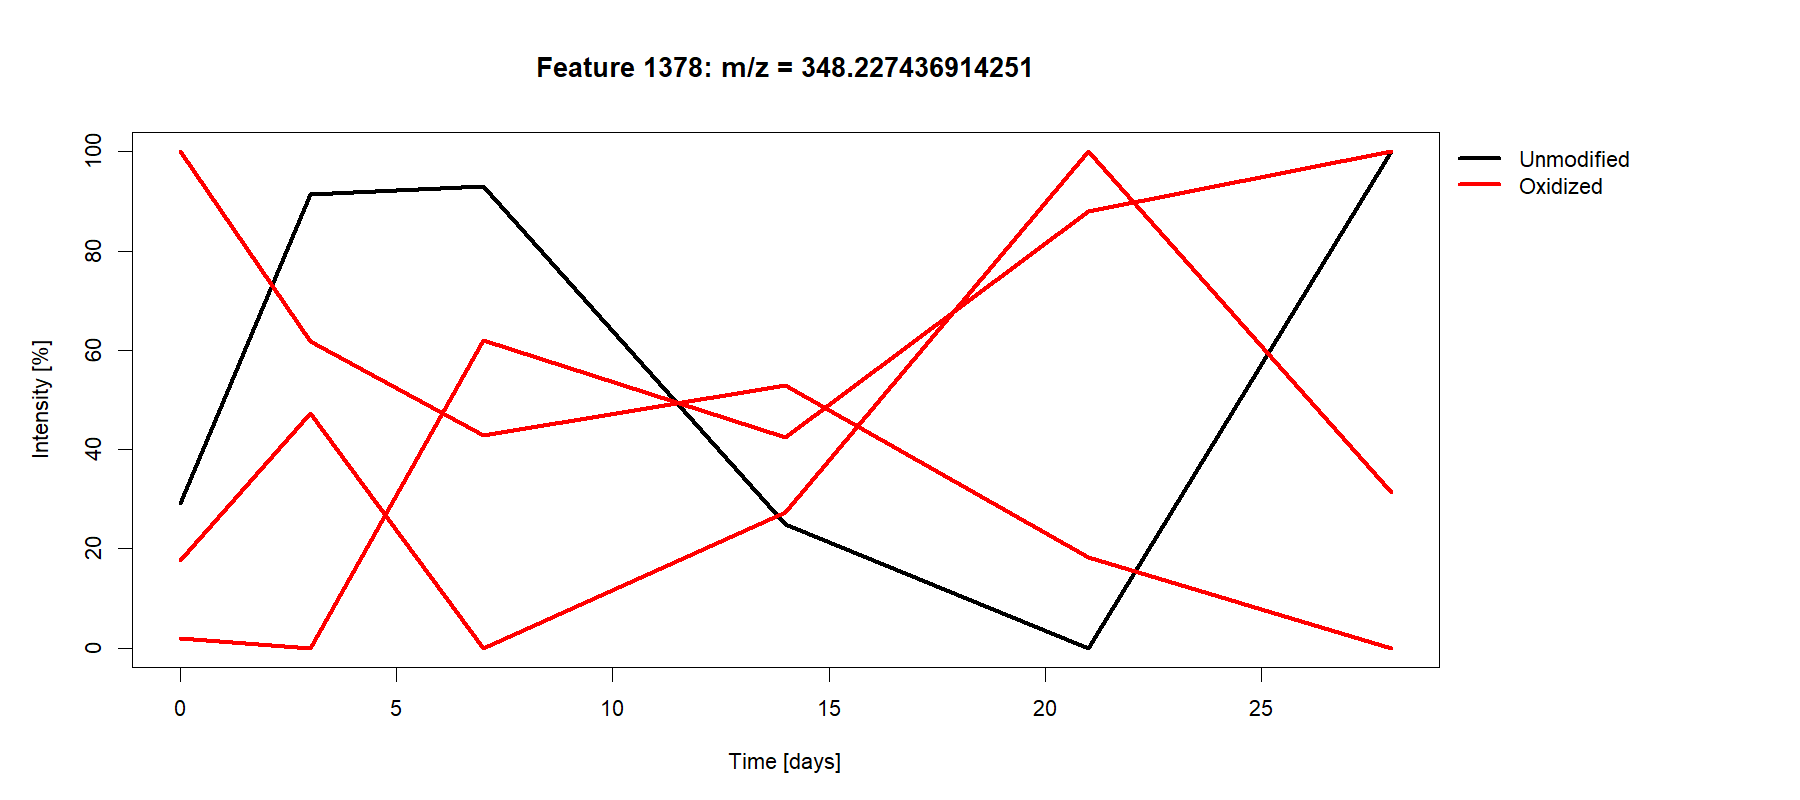 Feature 1378: m/z = 348.227436914251
Unmodified
Oxidized
Intensity [%]
100
80
60
40
20
0
0 5 10 15 20 25
Time [days]